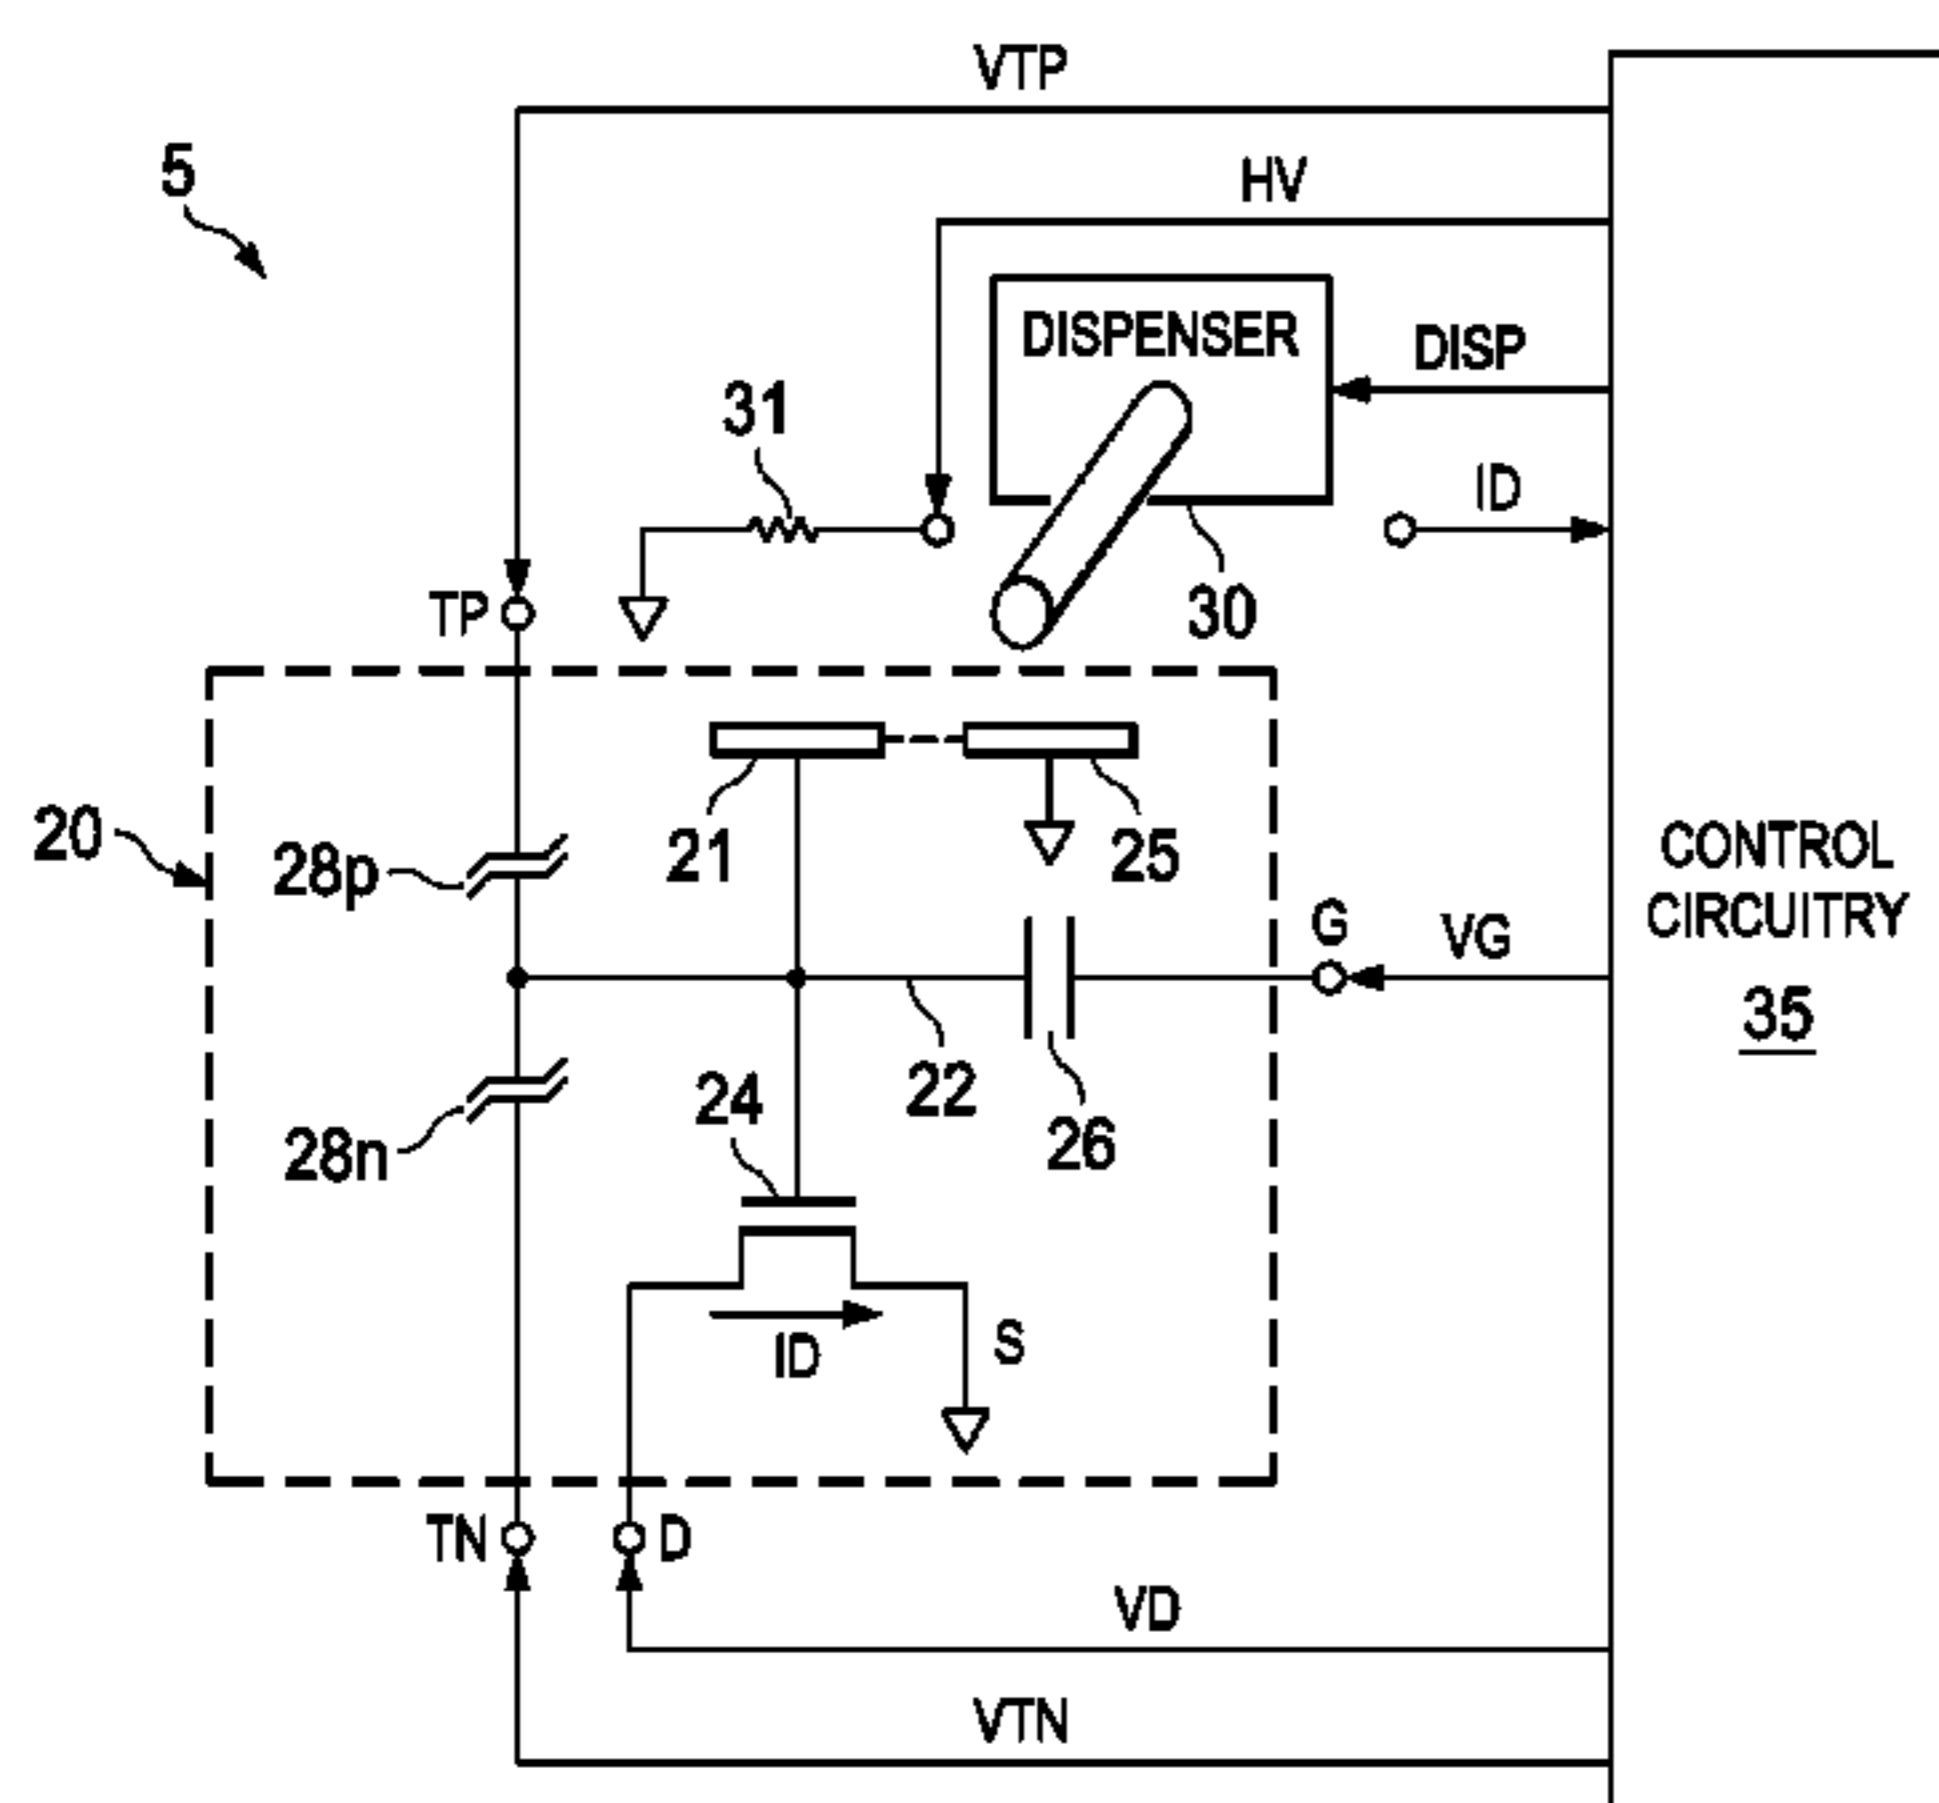 VTP
5
HV
DISPENSER
DISP
31
ID
TP
30
20
28p
21
25
CONTROL
CIRCUITRY
G
VG
35
24
22
26
28n
ID
S
TN
D
VD
VTN